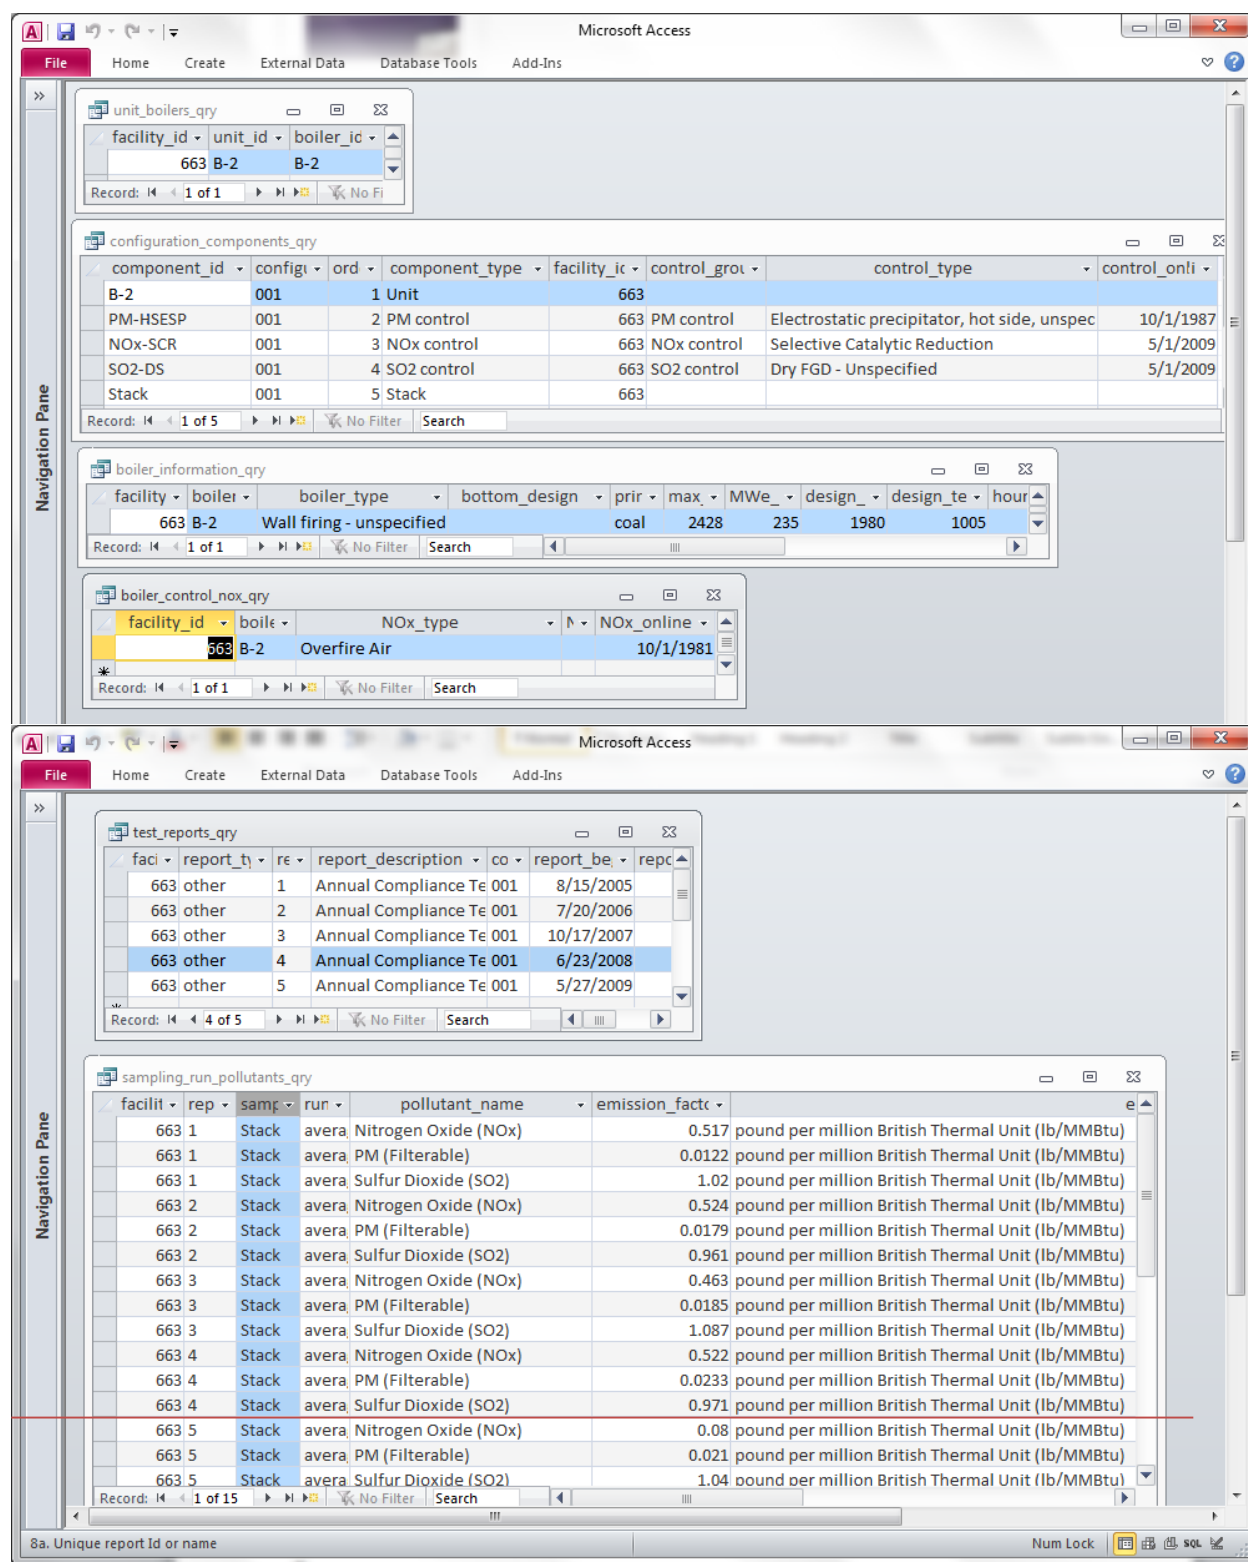 Microsoft Access
File Home Create External Data Database Tools Add-Ins
unit_boilers_qry
facility_id unit_id boiler_id
663 B-2 B-2
Record: 1 of 1 No Fi
configuration_components_qry
component_id config ord component_type facility_ic control_grou control_type control_onli
B-2 001 1 Unit 663
PM-HSESP 001 2 PM control 663 PM control Electrostatic precipitator, hot side, unspec 10/1/1987
NOx-SCR 001 3 NOx control 663 NOx control Selective Catalytic Reduction 5/1/2009
SO2-DS 001 4 SO2 control 663 SO2 control Dry FGD - Unspecified 5/1/2009
Stack 001 5 Stack 663
Record: 1 of 5 No Filter Search
Navigation Pane
boiler_information_qry
facility boiler boiler_type bottom_design prir max_ MWe_ design_ design_te hour
663 B-2 Wall firing - unspecified coal 2428 235 1980 1005
Record: 1 of 1 No Filter Search
boiler_control_nox_qry
facility_id boile NOx_type N NOx_online
663 B-2 Overfire Air 10/1/1981
Record: 1 of 1 No Filter Search
Microsoft Access
File Home Create External Data Database Tools Add-Ins
test_reports_qry
faci report_ty re report_description co report_be repo
663 other 1 Annual Compliance Te 001 8/15/2005
663 other 2 Annual Compliance Te 001 7/20/2006
663 other 3 Annual Compliance Te 001 10/17/2007
663 other 4 Annual Compliance Te 001 6/23/2008
663 other 5 Annual Compliance Te 001 5/27/2009
Record: 4 of 5 No Filter Search
sampling_run_pollutants_qry
facilit rep samp run pollutant_name emission_factc e
663 1 Stack avera Nitrogen Oxide (NOx) 0.517 pound per million British Thermal Unit (lb/MMBtu)
663 1 Stack avera PM (Filterable) 0.0122 pound per million British Thermal Unit (lb/MMBtu)
663 1 Stack avera Sulfur Dioxide (SO2) 1.02 pound per million British Thermal Unit (lb/MMBtu)
663 2 Stack avera Nitrogen Oxide (NOx) 0.524 pound per million British Thermal Unit (lb/MMBtu)
663 2 Stack avera PM (Filterable) 0.0179 pound per million British Thermal Unit (lb/MMBtu)
663 2 Stack avera Sulfur Dioxide (SO2) 0.961 pound per million British Thermal Unit (lb/MMBtu)
663 3 Stack avera Nitrogen Oxide (NOx) 0.463 pound per million British Thermal Unit (lb/MMBtu)
663 3 Stack avera PM (Filterable) 0.0185 pound per million British Thermal Unit (lb/MMBtu)
663 3 Stack avera Sulfur Dioxide (SO2) 1.087 pound per million British Thermal Unit (lb/MMBtu)
663 4 Stack avera Nitrogen Oxide (NOx) 0.522 pound per million British Thermal Unit (lb/MMBtu)
663 4 Stack avera PM (Filterable) 0.0233 pound per million British Thermal Unit (lb/MMBtu)
663 4 Stack avera Sulfur Dioxide (SO2) 0.971 pound per million British Thermal Unit (lb/MMBtu)
663 5 Stack avera Nitrogen Oxide (NOx) 0.08 pound per million British Thermal Unit (lb/MMBtu)
663 5 Stack avera PM (Filterable) 0.021 pound per million British Thermal Unit (lb/MMBtu)
663 5 Stack avera Sulfur Dioxide (SO2) 1.04 pound per million British Thermal Unit (lb/MMBtu)
Record: 1 of 15 No Filter Search
Navigation Pane
8a. Unique report Id or name Num Lock SQL